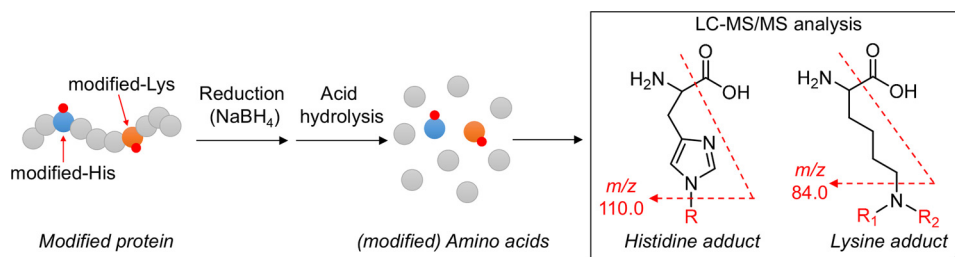 modified-Lys
modified-His
Modified protein
Reduction
(NaBH₄)
Acid
hydrolysis
(modified) Amino acids
LC-MS/MS analysis
O
H₂N
OH
N
N
R
m/z
110.0
Histidine adduct
O
H₂N
OH
m/z
84.0
N
R₁
R₂
Lysine adduct